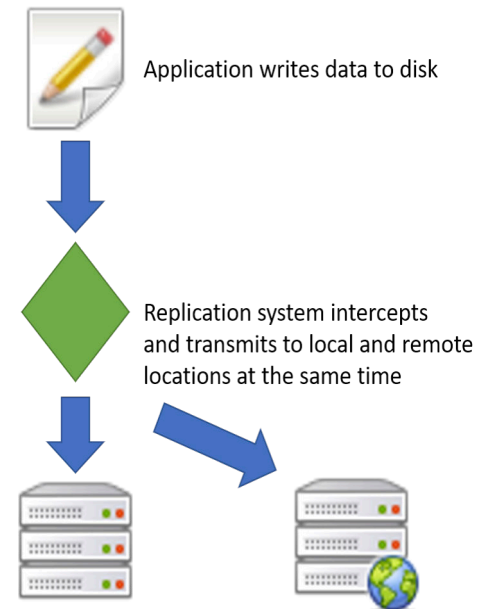 Application writes data to disk
Replication system intercepts
and transmits to local and remote
locations at the same time